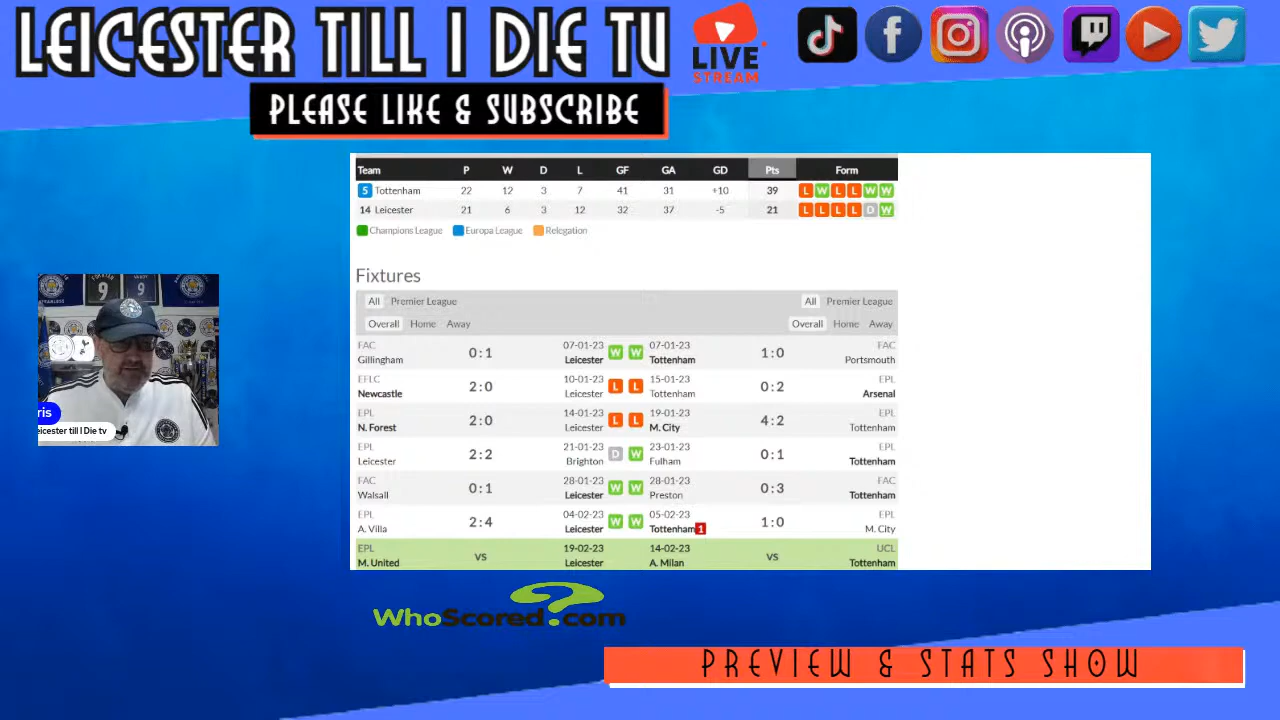 LEICESTER TILL I DIE TV
LIVE
STREAM
PLEASE LIKE & SUBSCRIBE
Team P W D L GF GA GD Pts Form
5 Tottenham 22 12 3 7 41 31 +10 39 L W L L W W
14 Leicester 21 6 3 12 32 37 -5 21 L L L L D W
Champions League Europa League Relegation
Fixtures
All Premier League All Premier League
Overall Home Away Overall Home Away
FAC 07-01-23 07-01-23 FAC
Gillingham 0:1 Leicester W W Tottenham 1:0 Portsmouth
EFLC 10-01-23 15-01-23 EPL
Newcastle 2:0 Leicester L L Tottenham 0:2 Arsenal
EPL 14-01-23 19-01-23 EPL
N. Forest 2:0 Leicester L L M. City 4:2 Tottenham
EPL 21-01-23 23-01-23 EPL
Leicester 2:2 Brighton D W Fulham 0:1 Tottenham
FAC 28-01-23 28-01-23 FAC
Walsall 0:1 Leicester W W Preston 0:3 Tottenham
EPL 04-02-23 05-02-23 EPL
A. Villa 2:4 Leicester W W Tottenham 1 1:0 M. City
EPL 19-02-23 14-02-23 UCL
M. United VS Leicester A. Milan VS Tottenham
9 9
ris
eicester till I Die tv
WhoScored?com
PREVIEW & STATS SHOW